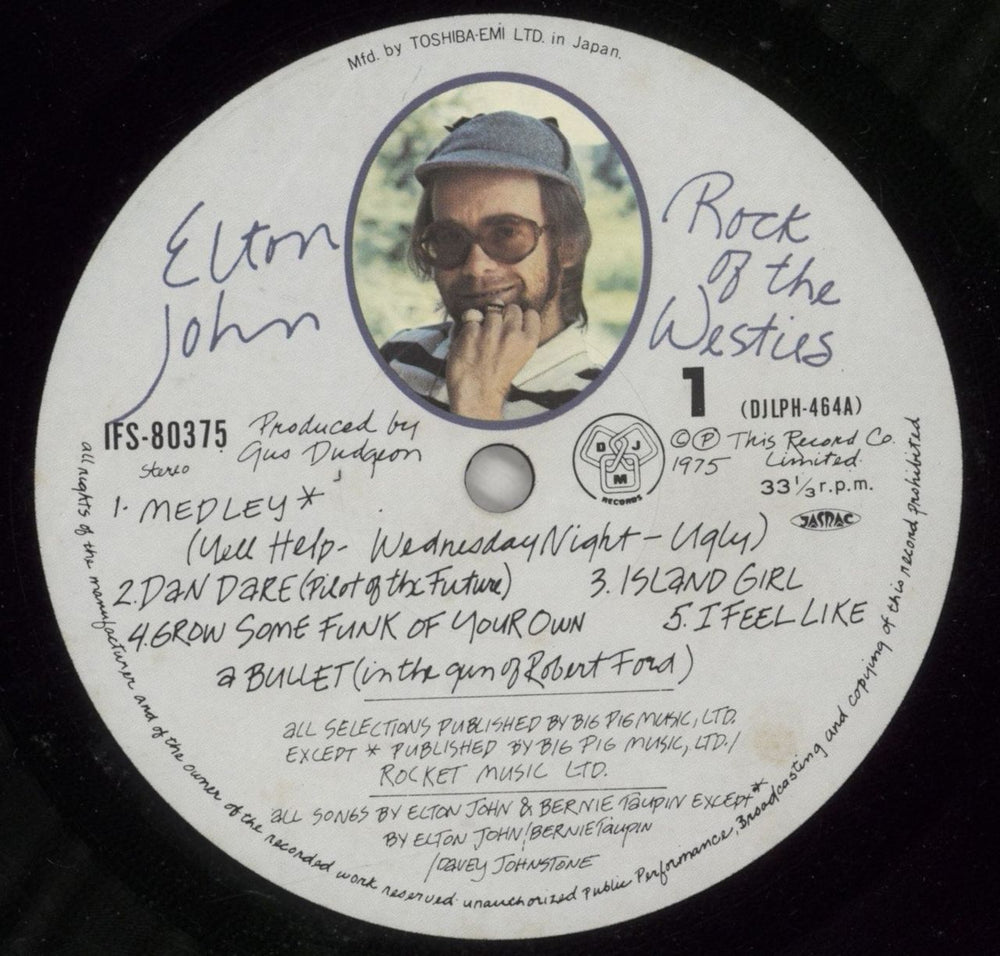 Mfd. by TOSHIBA-EMI LTD. in Japan.
Elton
John
Rock
of the
Westies
1
(DJLPH-464A)
IFS-80375
Stereo
Produced by
Gus Dudgeon
DJM
RECORDS
© ℗ This Record Co.
1975 Limited.
33 1/3 r.p.m.
JASRAC
1. MEDLEY *
(Yell Help - Wednesday Night - Ugly)
2. DAN DARE (Pilot of the Future) 3. ISLAND GIRL
4. GROW SOME FUNK OF YOUR OWN 5. I FEEL LIKE
a BULLET (in the gun of Robert Ford)
ALL SELECTIONS PUBLISHED BY BIG PIG MUSIC, LTD.
EXCEPT * PUBLISHED BY BIG PIG MUSIC, LTD./
ROCKET MUSIC LTD.
ALL SONGS BY ELTON JOHN & BERNIE TAUPIN EXCEPT *
BY ELTON JOHN/BERNIE TAUPIN
/DAVEY JOHNSTONE
all rights of the manufacturer and of the owner of the recorded work reserved. unauthorized public Performance, Broadcasting and copying of this record prohibited